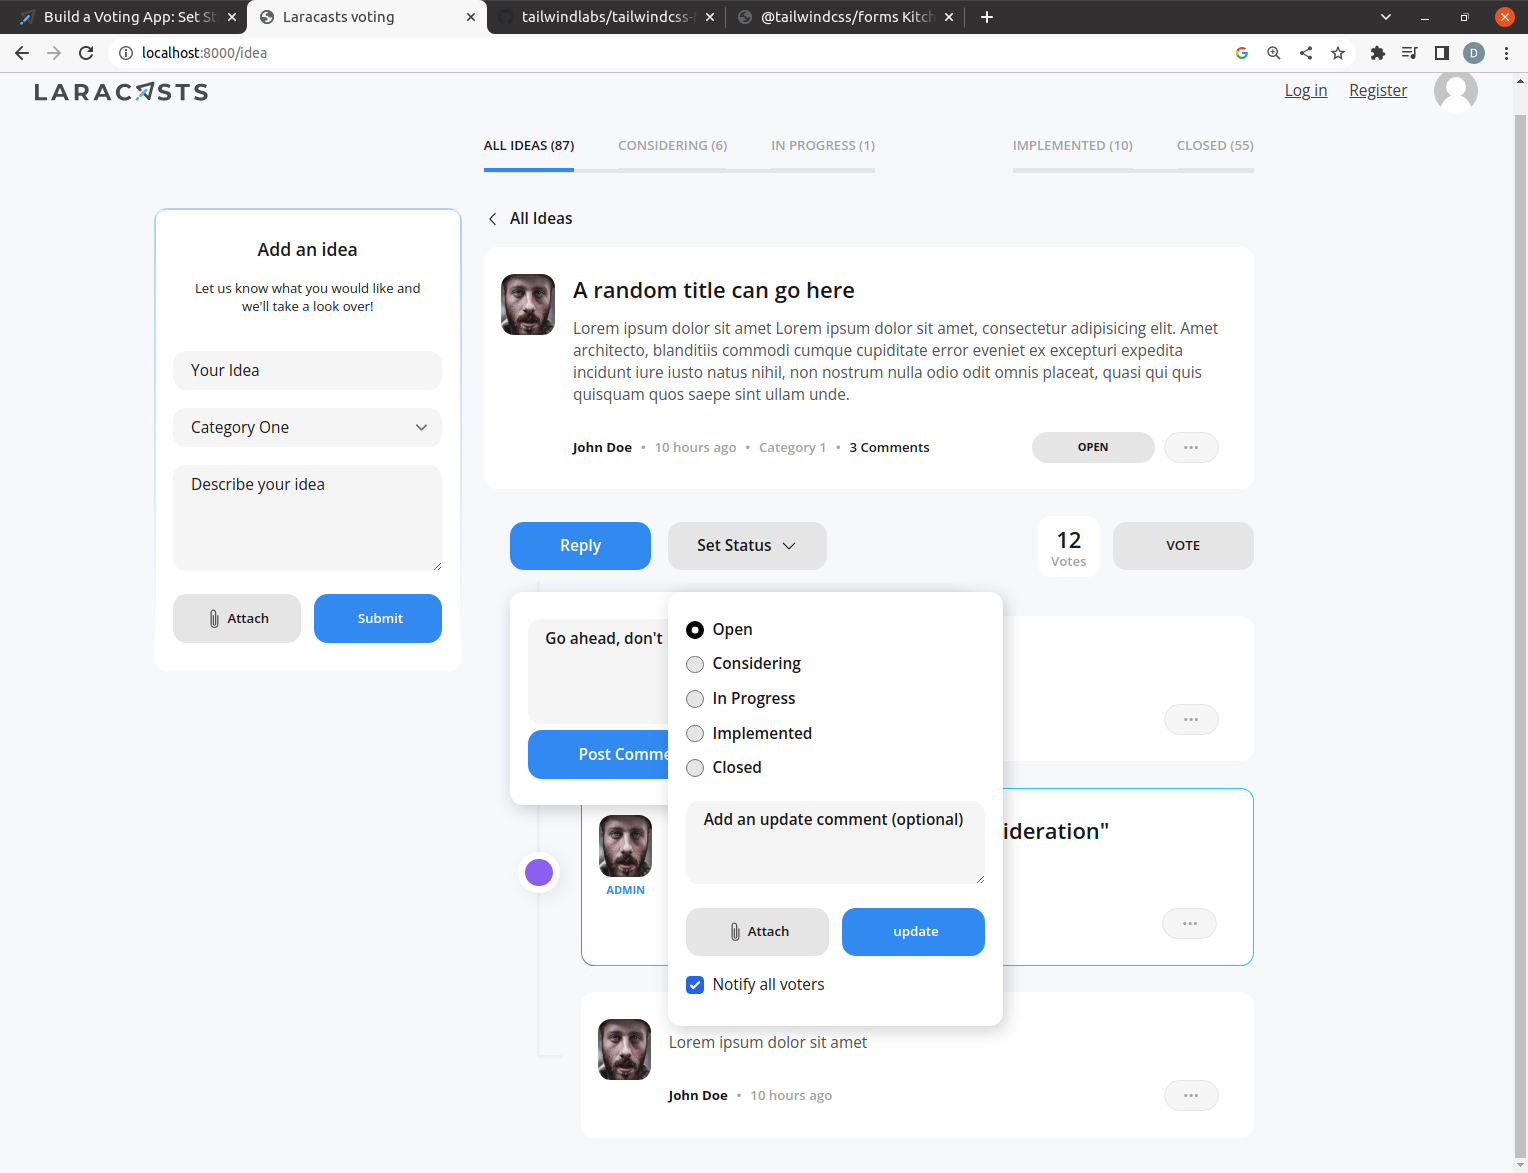 Build a Voting App: Set St
Laracasts voting
tailwindlabs/tailwindcss-
@tailwindcss/forms Kitch
localhost:8000/idea
D
LARACASTS
Log in
Register
ALL IDEAS (87)
CONSIDERING (6)
IN PROGRESS (1)
IMPLEMENTED (10)
CLOSED (55)
Add an idea
Let us know what you would like and
we'll take a look over!
Your Idea
Category One
Describe your idea
Attach
Submit
All Ideas
A random title can go here
Lorem ipsum dolor sit amet Lorem ipsum dolor sit amet, consectetur adipisicing elit. Amet
architecto, blanditiis commodi cumque cupiditate error eveniet ex excepturi expedita
incidunt iure iusto natus nihil, non nostrum nulla odio odit omnis placeat, quasi qui quis
quisquam quos saepe sint ullam unde.
John Doe • 10 hours ago • Category 1 • 3 Comments
OPEN
Reply
Set Status
12
Votes
VOTE
Go ahead, don't
Post Comme
Open
Considering
In Progress
Implemented
Closed
Add an update comment (optional)
Attach
update
Notify all voters
ideration"
ADMIN
Lorem ipsum dolor sit amet
John Doe • 10 hours ago